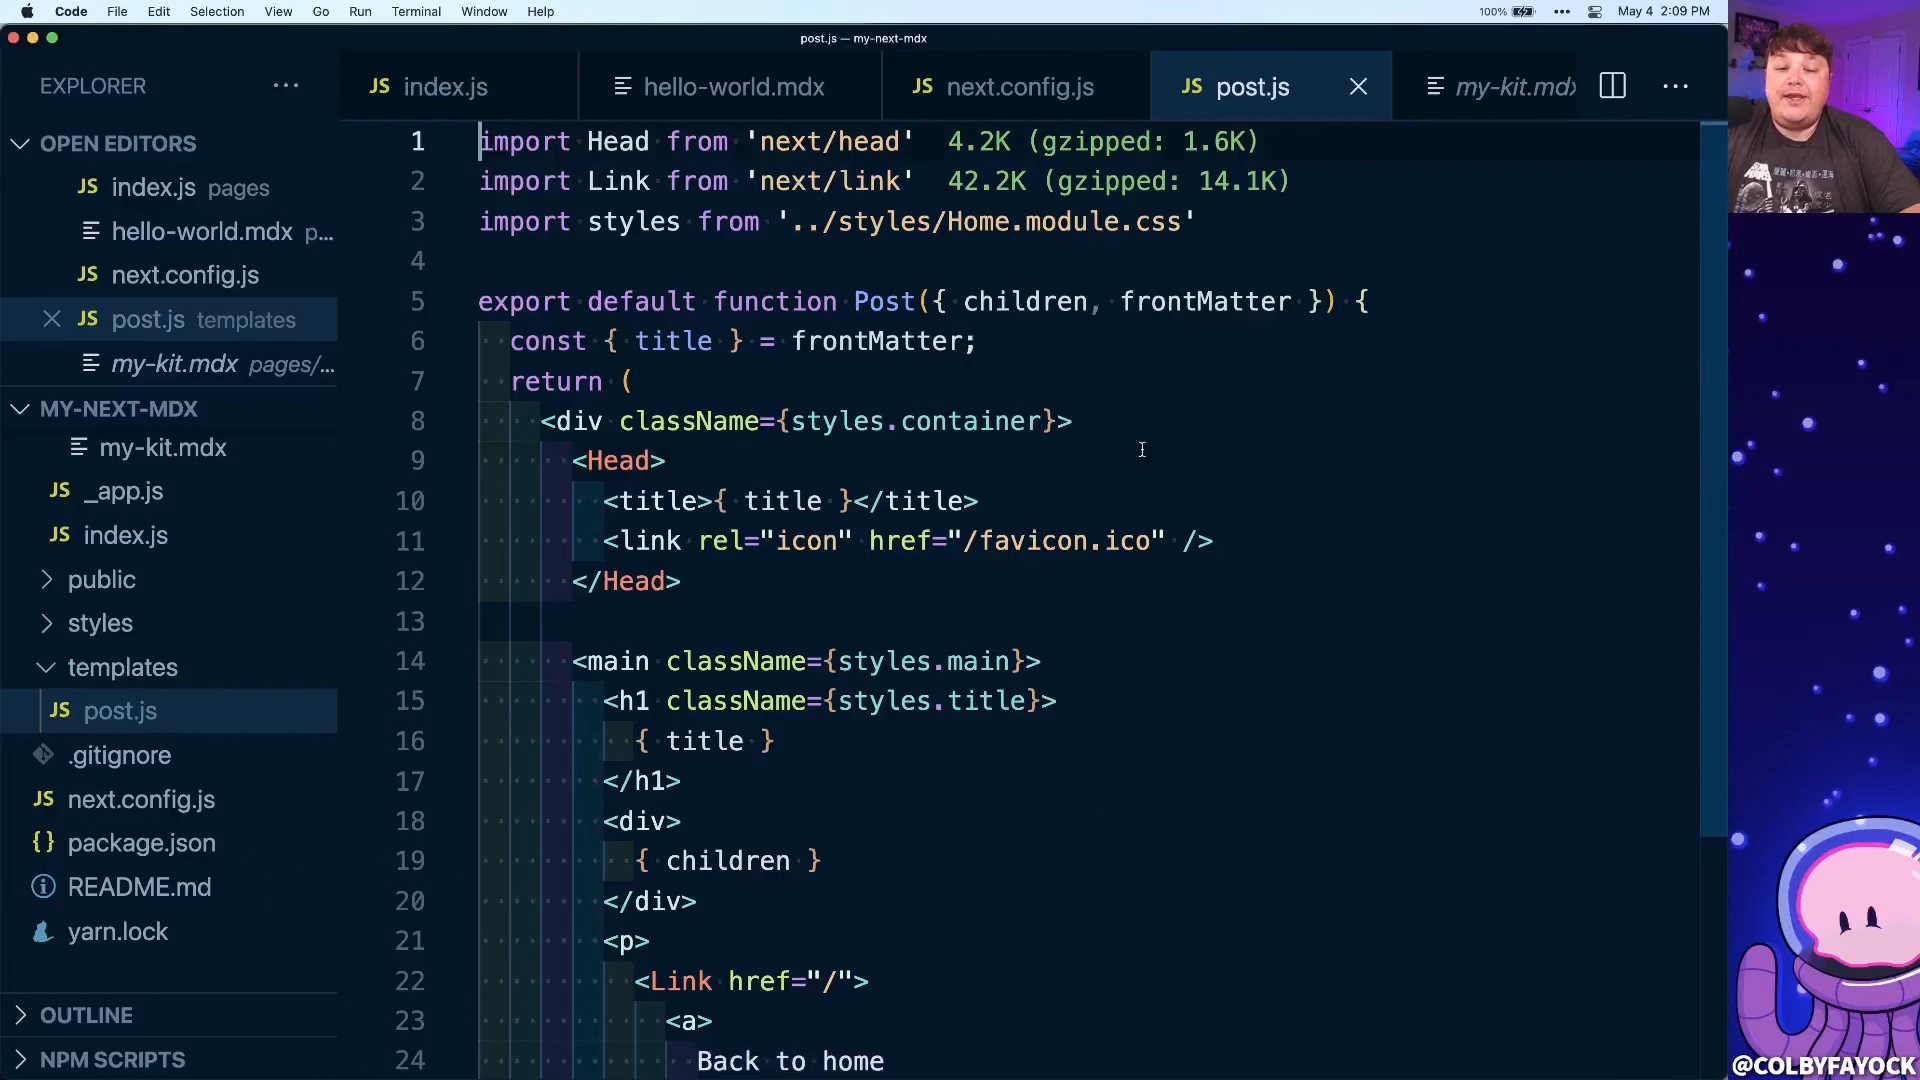 Code File Edit Selection View Go Run Terminal Window Help 100% May 4 2:09 PM
post.js — my-next-mdx
EXPLORER
OPEN EDITORS
JS index.js pages
hello-world.mdx p...
JS next.config.js
JS post.js templates
my-kit.mdx pages/...
MY-NEXT-MDX
my-kit.mdx
JS _app.js
JS index.js
public
styles
templates
JS post.js
.gitignore
JS next.config.js
{} package.json
README.md
yarn.lock
OUTLINE
NPM SCRIPTS
JS index.js hello-world.mdx JS next.config.js JS post.js my-kit.mdx
1 import Head from 'next/head' 4.2K (gzipped: 1.6K)
2 import Link from 'next/link' 42.2K (gzipped: 14.1K)
3 import styles from '../styles/Home.module.css'
4
5 export default function Post({ children, frontMatter }) {
6 const { title } = frontMatter;
7 return (
8 <div className={styles.container}>
9 <Head>
10 <title>{ title }</title>
11 <link rel="icon" href="/favicon.ico" />
12 </Head>
13
14 <main className={styles.main}>
15 <h1 className={styles.title}>
16 { title }
17 </h1>
18 <div>
19 { children }
20 </div>
21 <p>
22 <Link href="/">
23 <a>
24 Back to home
@COLBYFAYOCK